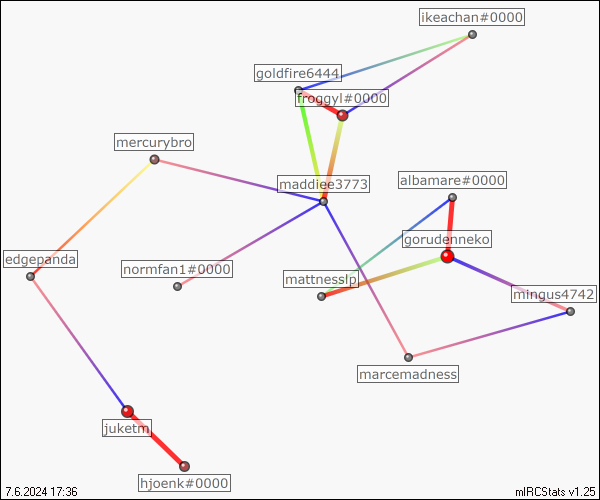 ikeachan#0000
goldfire6444
froggyl#0000
mercurybro
maddiee3773
albamare#0000
gorudenneko
edgepanda
normfan1#0000
mattnesslp
mingus4742
marcemadness
juketm
hjoenk#0000
7.6.2024 17:36
mIRCStats v1.25